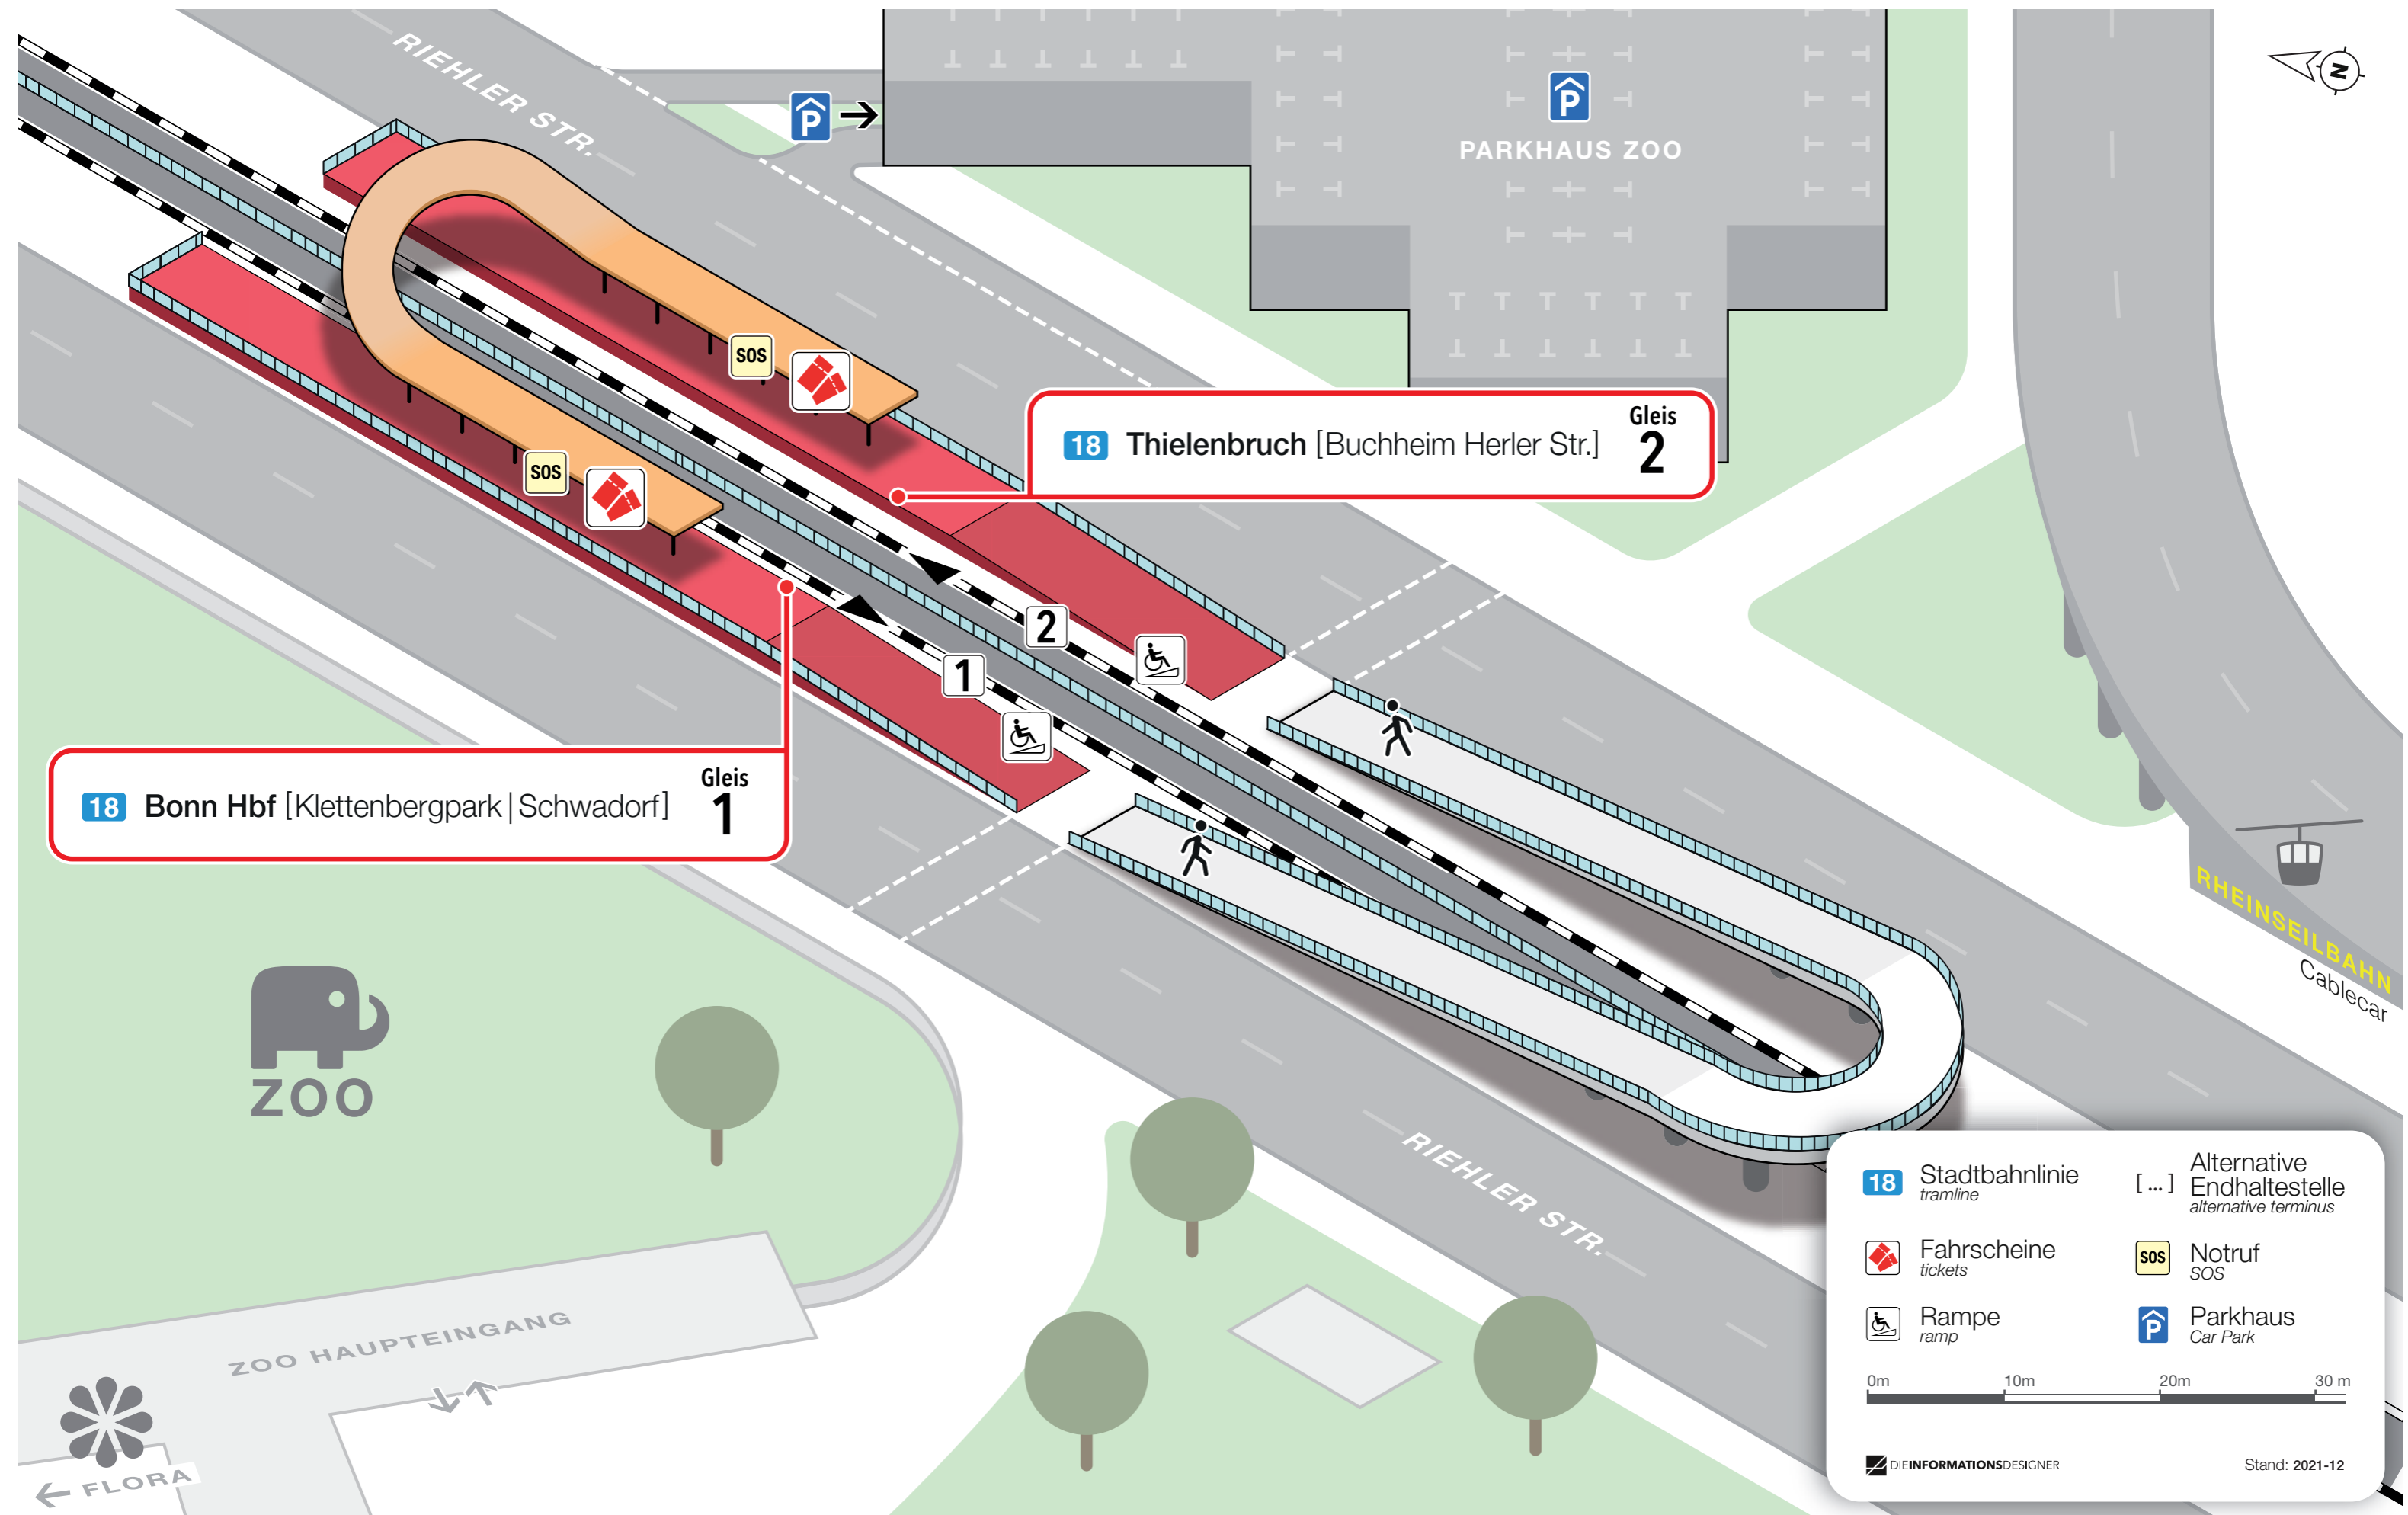 RIEHLER STR.
P
P
PARKHAUS ZOO
N
SOS
18 Thielenbruch [Buchheim Herler Str.] Gleis 2
SOS
2
1
18 Bonn Hbf [Klettenbergpark | Schwadorf] Gleis 1
RHEINSEILBAHN
Cablecar
ZOO
RIEHLER STR.
ZOO HAUPTEINGANG
← FLORA
18 Stadtbahnlinie
tramline
[ ... ] Alternative
Endhaltestelle
alternative terminus
Fahrscheine
tickets
SOS Notruf
SOS
Rampe
ramp
P Parkhaus
Car Park
0m 10m 20m 30 m
DIEINFORMATIONSDESIGNER
Stand: 2021-12